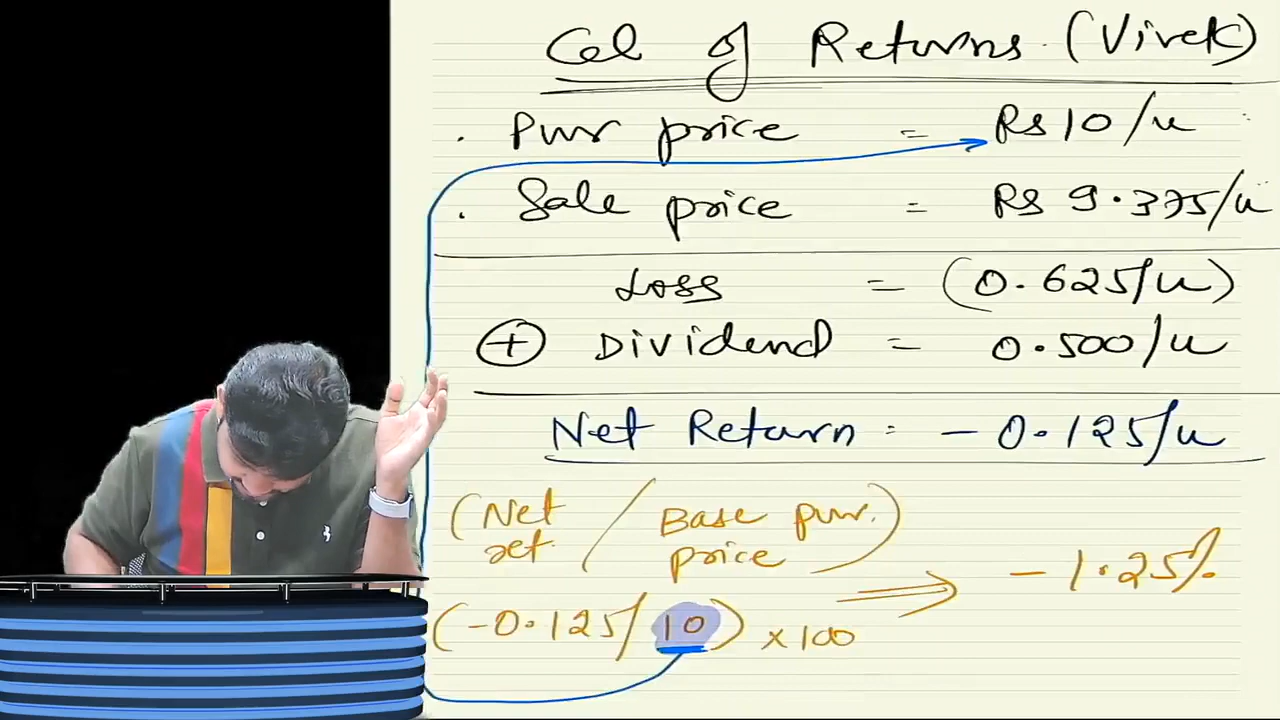 Cal of Returns (Vivek)
. Pur price = Rs 10/u
. Sale price = Rs 9.375/u
Loss = (0.625/u)
+ Dividend = 0.500/u
Net Return = -0.125/u
(Net ret. / Base pur. price)
(-0.125/10) x 100 ⟹ -1.25%